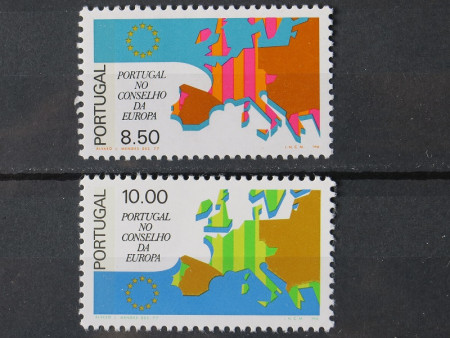 PORTUGAL
PORTUGAL
NO
CONSELHO
DA
EUROPA
8.50
I.N.C.M.
PORTUGAL
10.00
PORTUGAL
NO
CONSELHO
DA
EUROPA